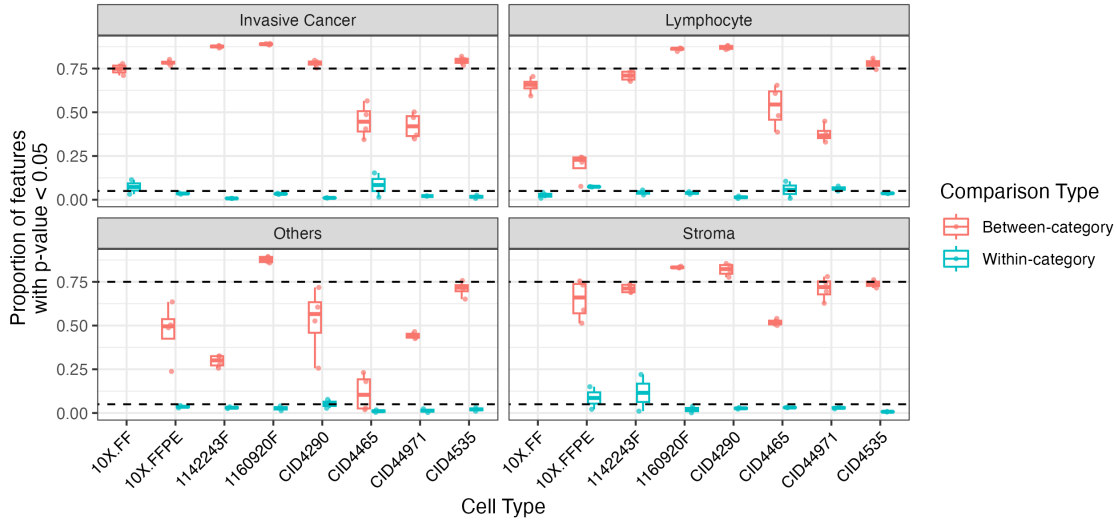 Invasive Cancer
Lymphocyte
0.75
0.50
0.25
0.00
Others
Stroma
0.75
0.50
0.25
0.00
Proportion of features
with p-value < 0.05
10X.FF
10X.FFPE
1142243F
1160920F
CID4290
CID4465
CID44971
CID4535
10X.FF
10X.FFPE
1142243F
1160920F
CID4290
CID4465
CID44971
CID4535
Cell Type
Comparison Type
Between-category
Within-category